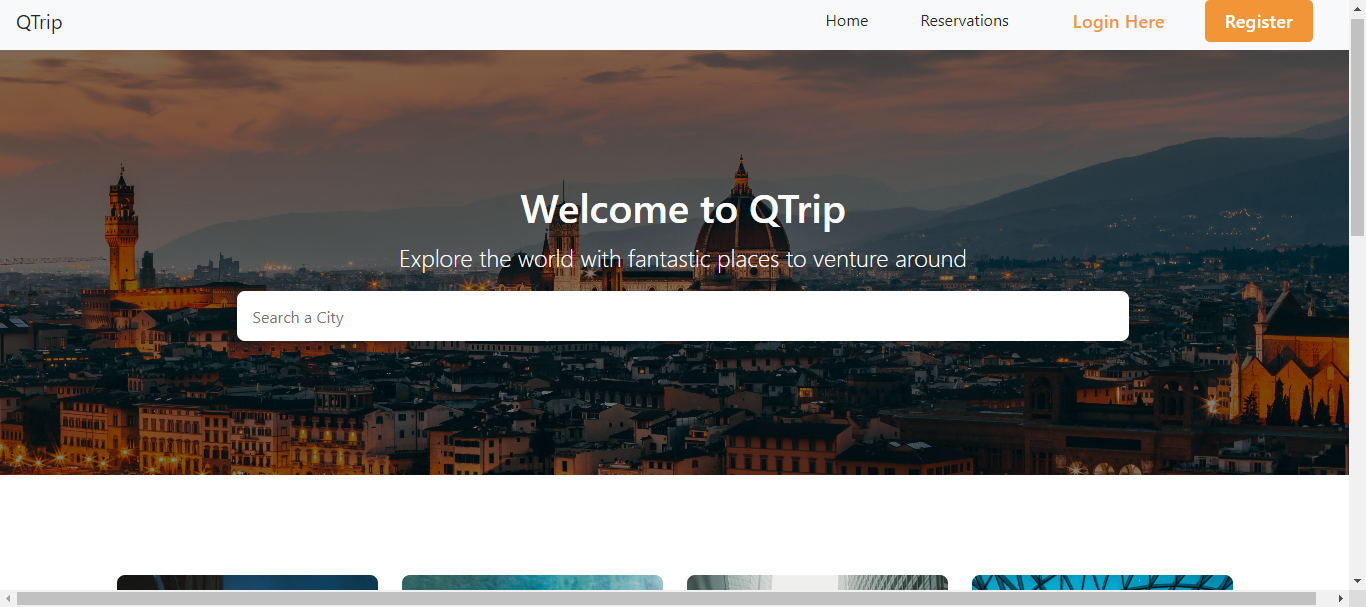 QTrip
Home
Reservations
Login Here
Register
Welcome to QTrip
Explore the world with fantastic places to venture around
Search a City